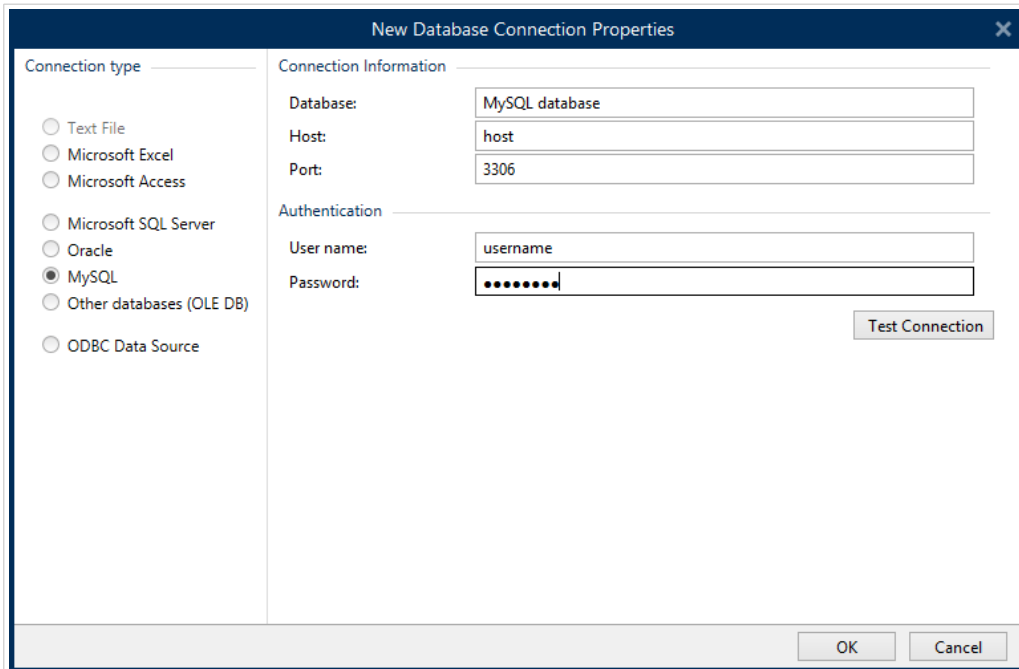 New Database Connection Properties
Connection type
Text File
Microsoft Excel
Microsoft Access
Microsoft SQL Server
Oracle
MySQL
Other databases (OLE DB)
ODBC Data Source
Connection Information
Database: MySQL database
Host: host
Port: 3306
Authentication
User name: username
Password: ●●●●●●●●
Test Connection
OK Cancel